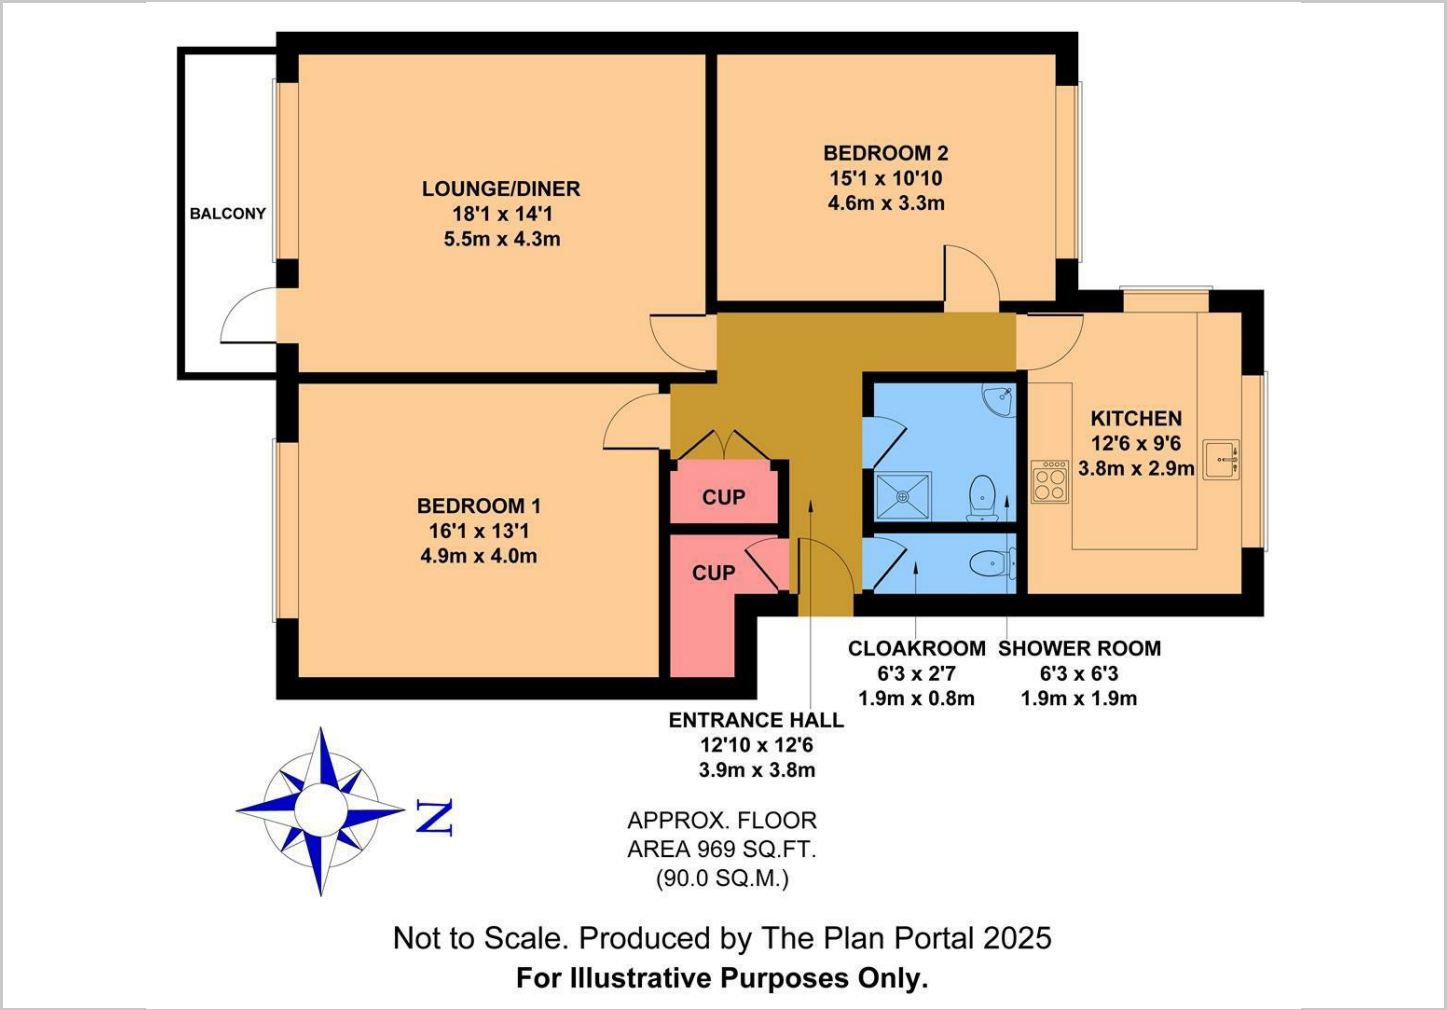 BALCONY
LOUNGE/DINER
18'1 x 14'1
5.5m x 4.3m
BEDROOM 2
15'1 x 10'10
4.6m x 3.3m
KITCHEN
12'6 x 9'6
3.8m x 2.9m
BEDROOM 1
16'1 x 13'1
4.9m x 4.0m
CUP
CUP
CLOAKROOM
6'3 x 2'7
1.9m x 0.8m
SHOWER ROOM
6'3 x 6'3
1.9m x 1.9m
ENTRANCE HALL
12'10 x 12'6
3.9m x 3.8m
N
APPROX. FLOOR
AREA 969 SQ.FT.
(90.0 SQ.M.)
Not to Scale. Produced by The Plan Portal 2025
For Illustrative Purposes Only.